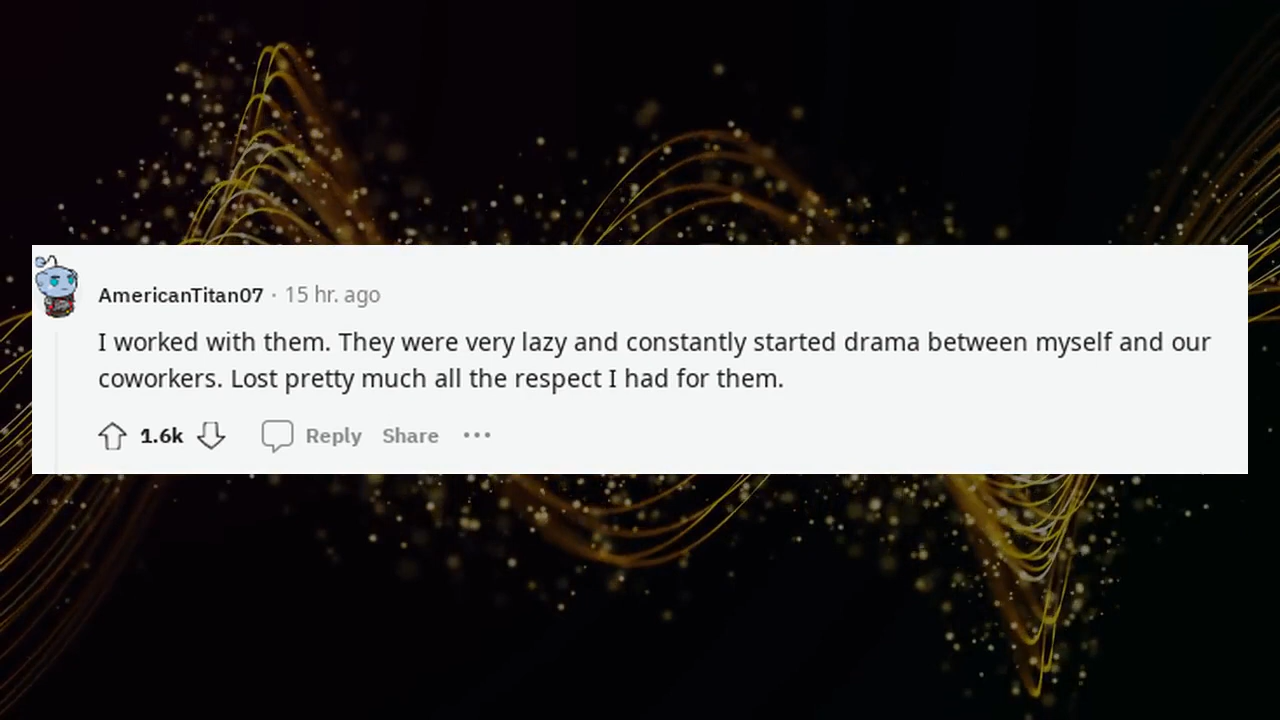 AmericanTitan07 · 15 hr. ago
I worked with them. They were very lazy and constantly started drama between myself and our
coworkers. Lost pretty much all the respect I had for them.
1.6k Reply Share •••